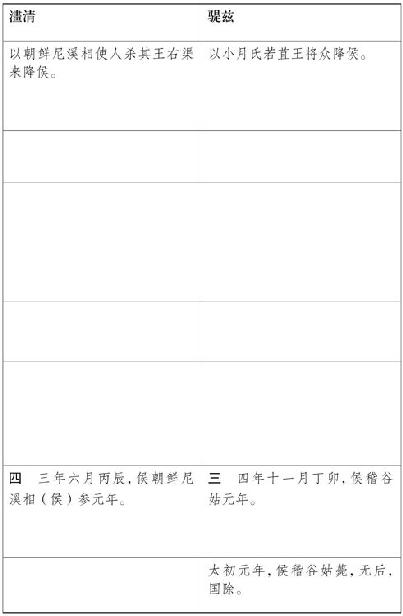 澅清 騠兹
以朝鲜尼溪相使人杀其王右渠
来降侯。
以小月氏若苴王将众降侯。
四 三年六月丙辰,侯朝鲜尼
溪相(侯)参元年。
三 四年十一月丁卯,侯稽谷
姑元年。
太初元年,侯稽谷姑薨,无后,
国除。